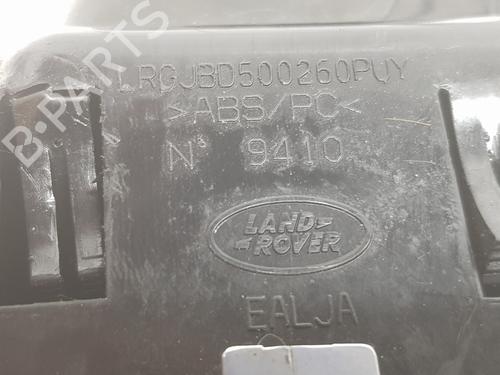 LRGJBD500260PUY
>ABS/PC<
N° 9410
LAND-
-ROVER
EALJA
B-PARTS